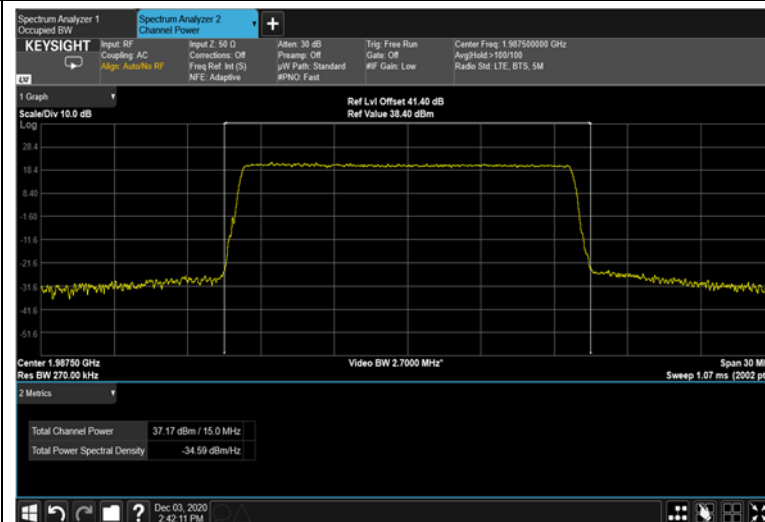 Spectrum Analyzer 1
Occupied BW
Spectrum Analyzer 2
Channel Power
KEYSIGHT
Input: RF
Coupling: AC
Align: Auto/No RF
Input Z: 50 Ω
Corrections: Off
Freq Ref: Int (S)
NFE: Adaptive
Atten: 30 dB
Preamp: Off
µW Path: Standard
#PNO: Fast
Trig: Free Run
Gate: Off
#IF Gain: Low
Center Freq: 1.987500000 GHz
Avg|Hold:>100/100
Radio Std: LTE, BTS, 5M
LXI
1 Graph
Scale/Div 10.0 dB
Ref Lvl Offset 41.40 dB
Ref Value 38.40 dBm
Log
28.4
18.4
8.40
-1.60
-11.6
-21.6
-31.6
-41.6
-51.6
Center 1.98750 GHz
Video BW 2.7000 MHz*
Span 30 M
Res BW 270.00 kHz
Sweep 1.07 ms (2002 pt
2 Metrics
Total Channel Power 37.17 dBm / 15.0 MHz
Total Power Spectral Density -34.59 dBm/Hz
?
Dec 03, 2020
2:42:11 PM